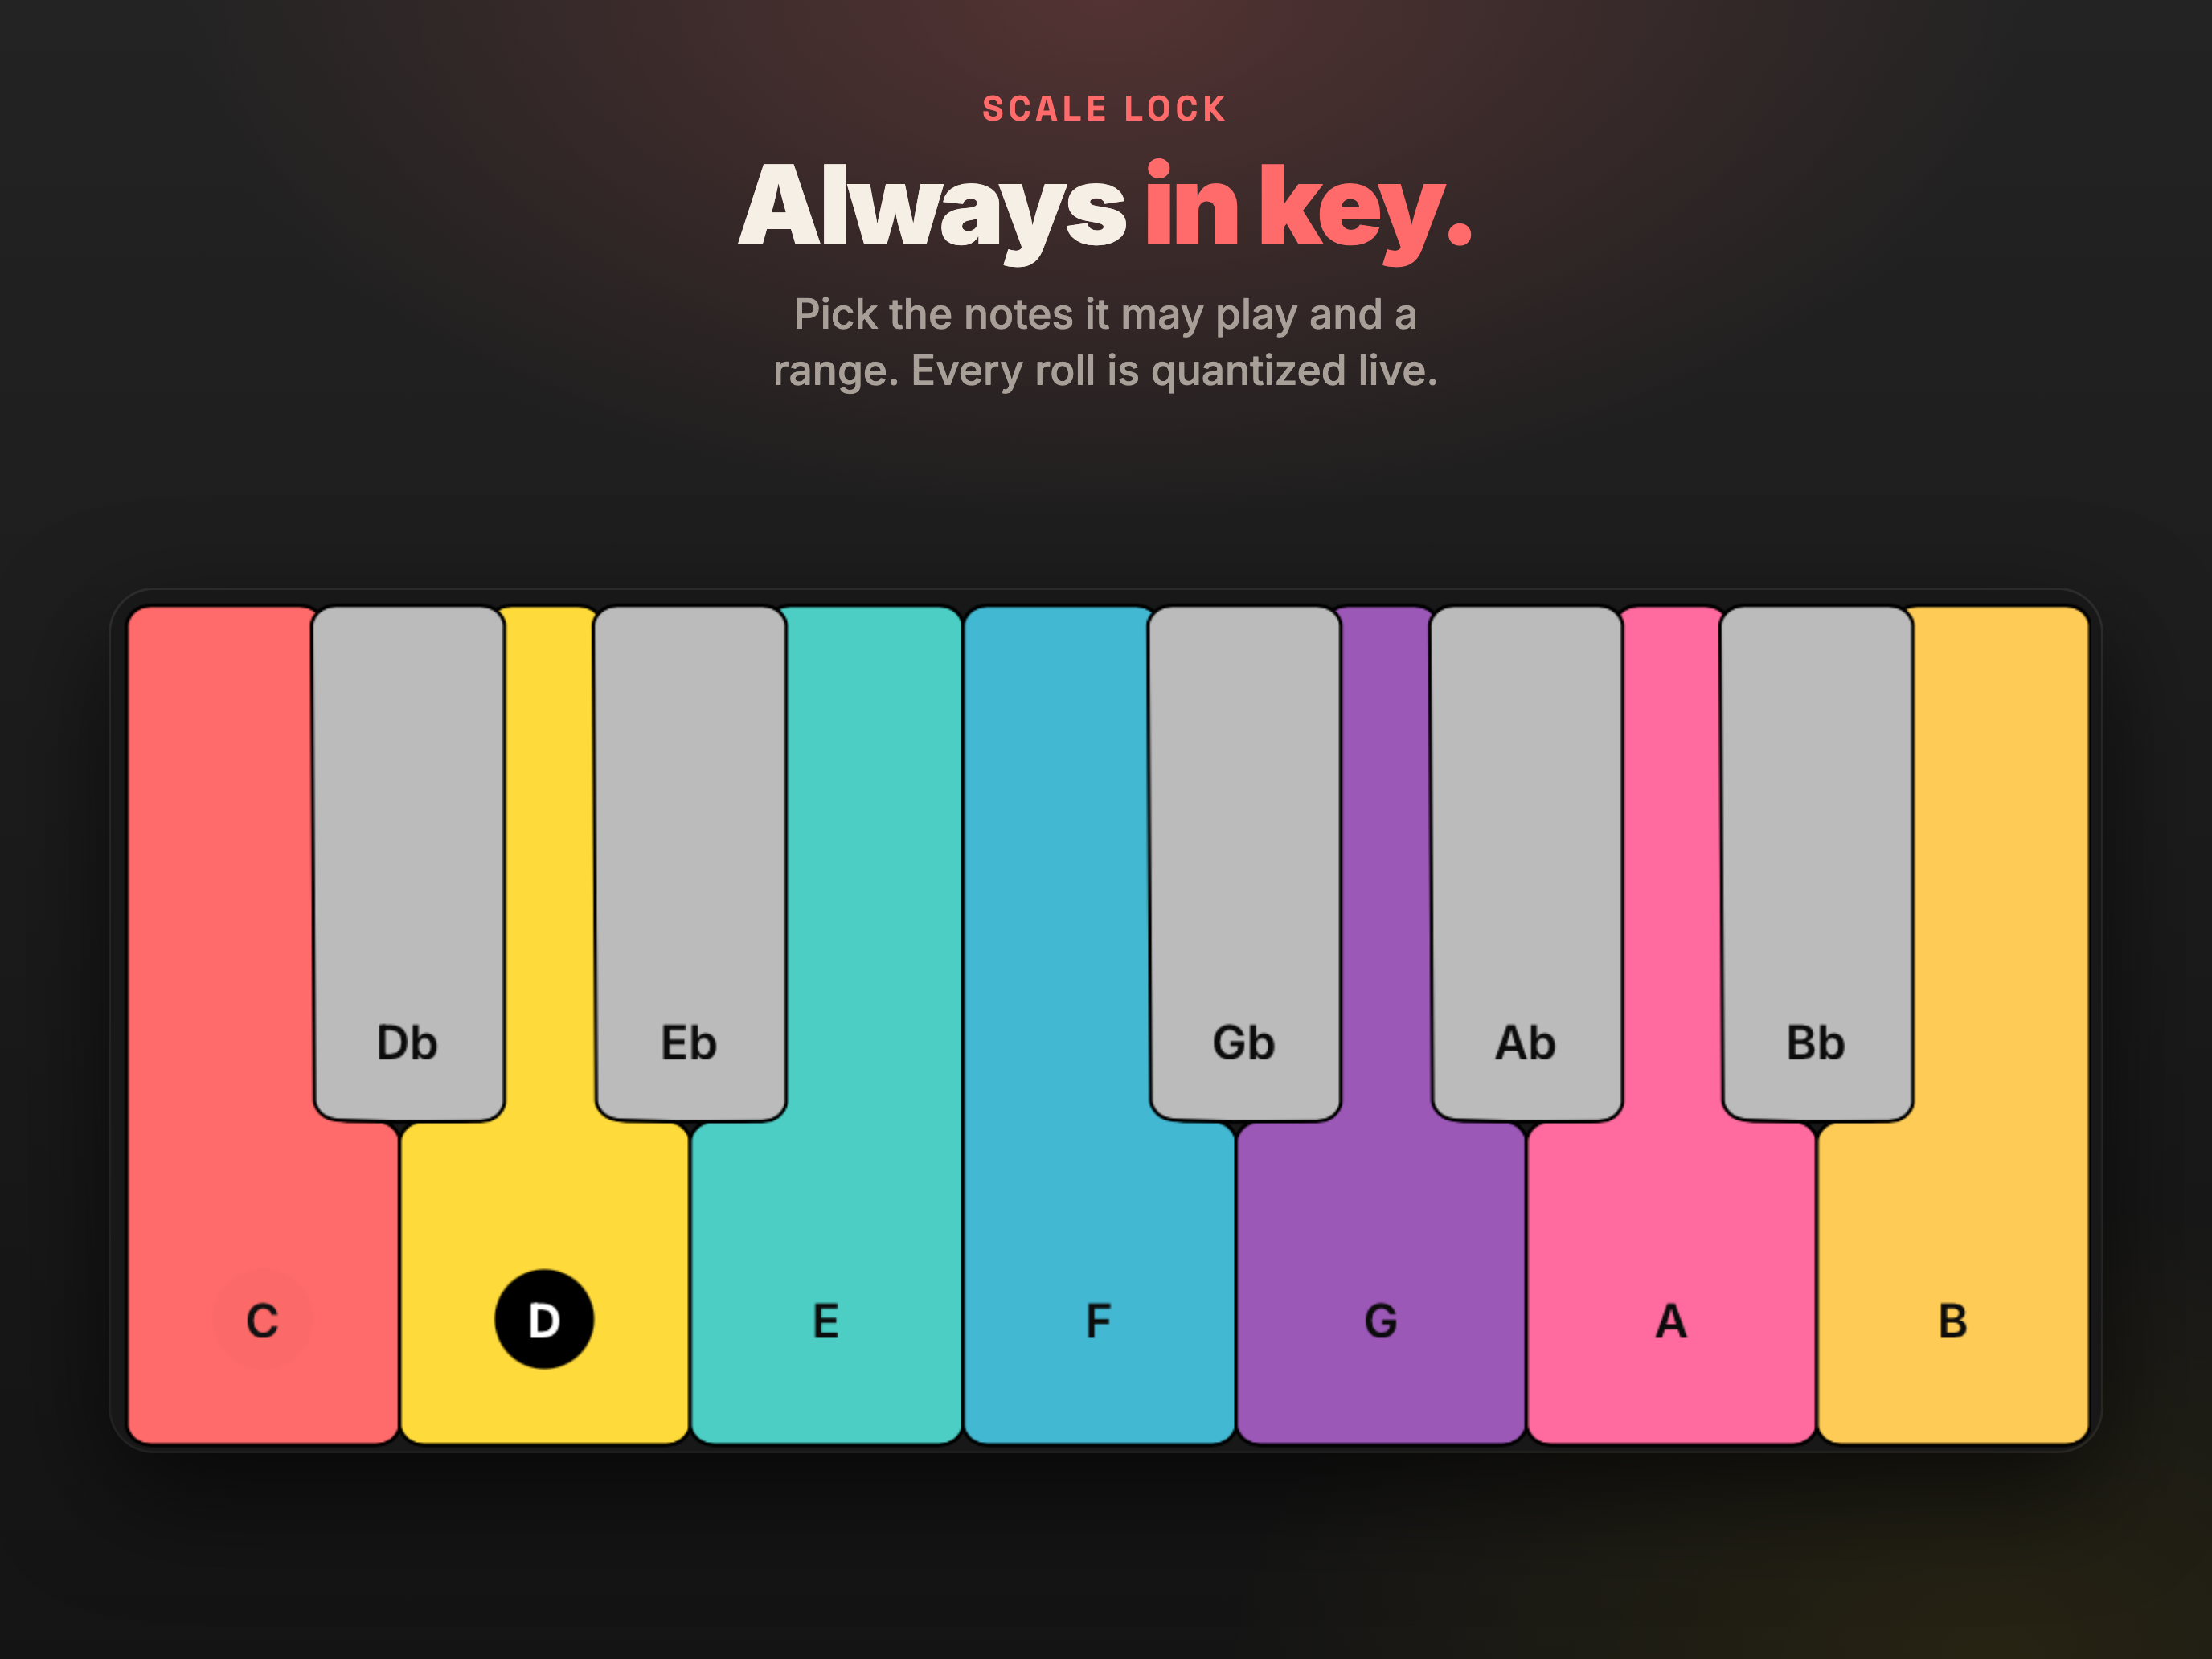 SCALE LOCK
Always in key.
Pick the notes it may play and a
range. Every roll is quantized live.
Db
Eb
Gb
Ab
Bb
C
D
E
F
G
A
B